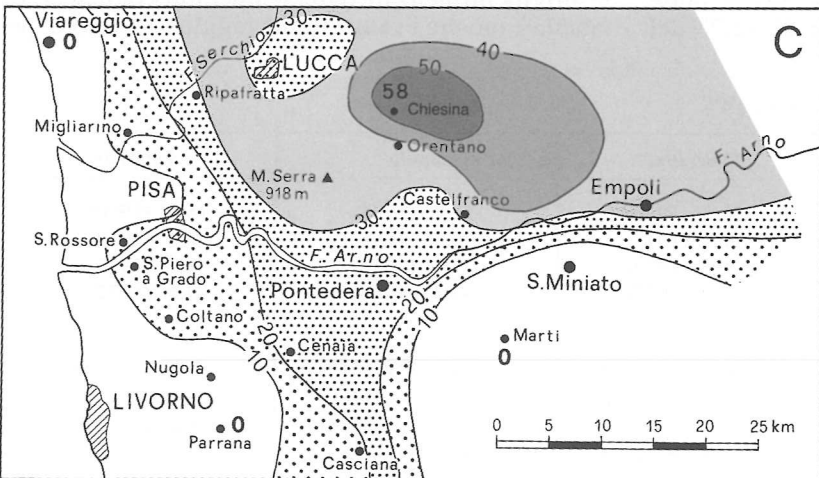 Viareggio
0
F. Serchio
30
LUCCA
40
50
58
Chiesina
C
Ripafratta
Migliarino
Orentano
M. Serra
918 m
PISA
Castelfranco
Empoli
F. Arno
30
S. Rossore
F. Arno
S. Piero
a Grado
Pontedera
S. Miniato
20
10
Coltano
20
Cenaia
10
Marti
0
Nugola
LIVORNO
0
Parrana
Casciana
0 5 10 15 20 25 km